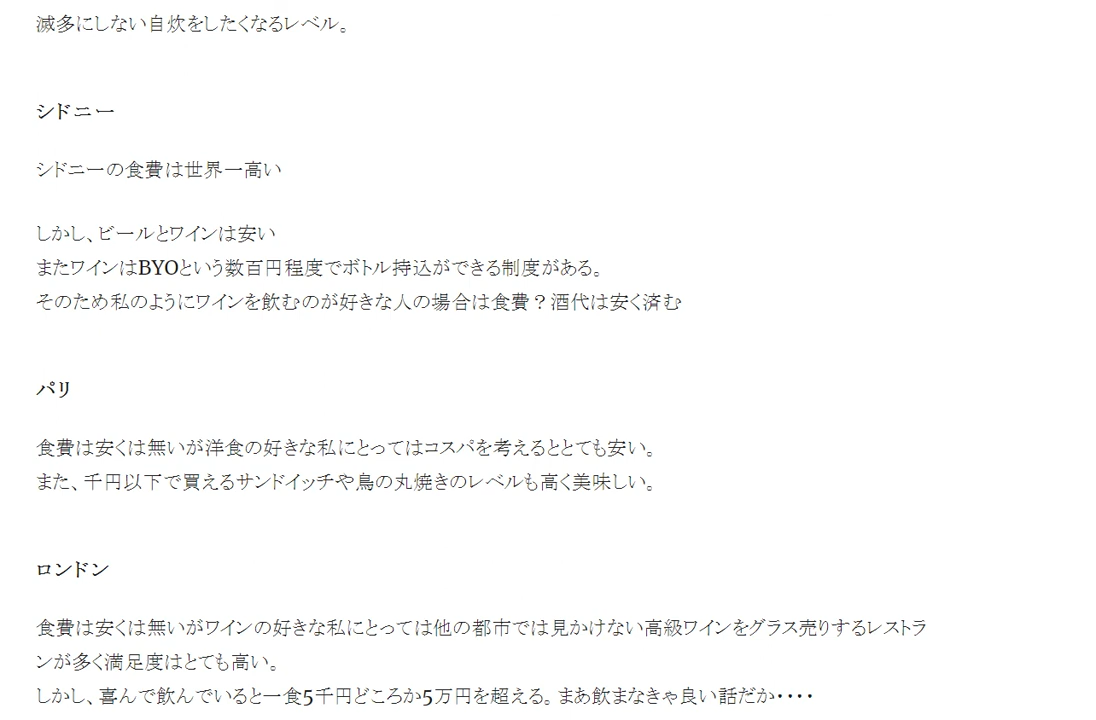 滅多にしない自炊をしたくなるレベル。
シドニー
シドニーの食費は世界一高い
しかし、ビールとワインは安い
またワインはBYOという数百円程度でボトル持込ができる制度がある。
そのため私のようにワインを飲むのが好きな人の場合は食費？酒代は安く済む
パリ
食費は安くは無いが洋食の好きな私にとってはコスパを考えるととても安い。
また、千円以下で買えるサンドイッチや鳥の丸焼きのレベルも高く美味しい。
ロンドン
食費は安くは無いがワインの好きな私にとっては他の都市では見かけない高級ワインをグラス売りするレストラ
ンが多く満足度はとても高い。
しかし、喜んで飲んでいると一食5千円どころか5万円を超える。まあ飲まなきゃ良い話だか・・・・